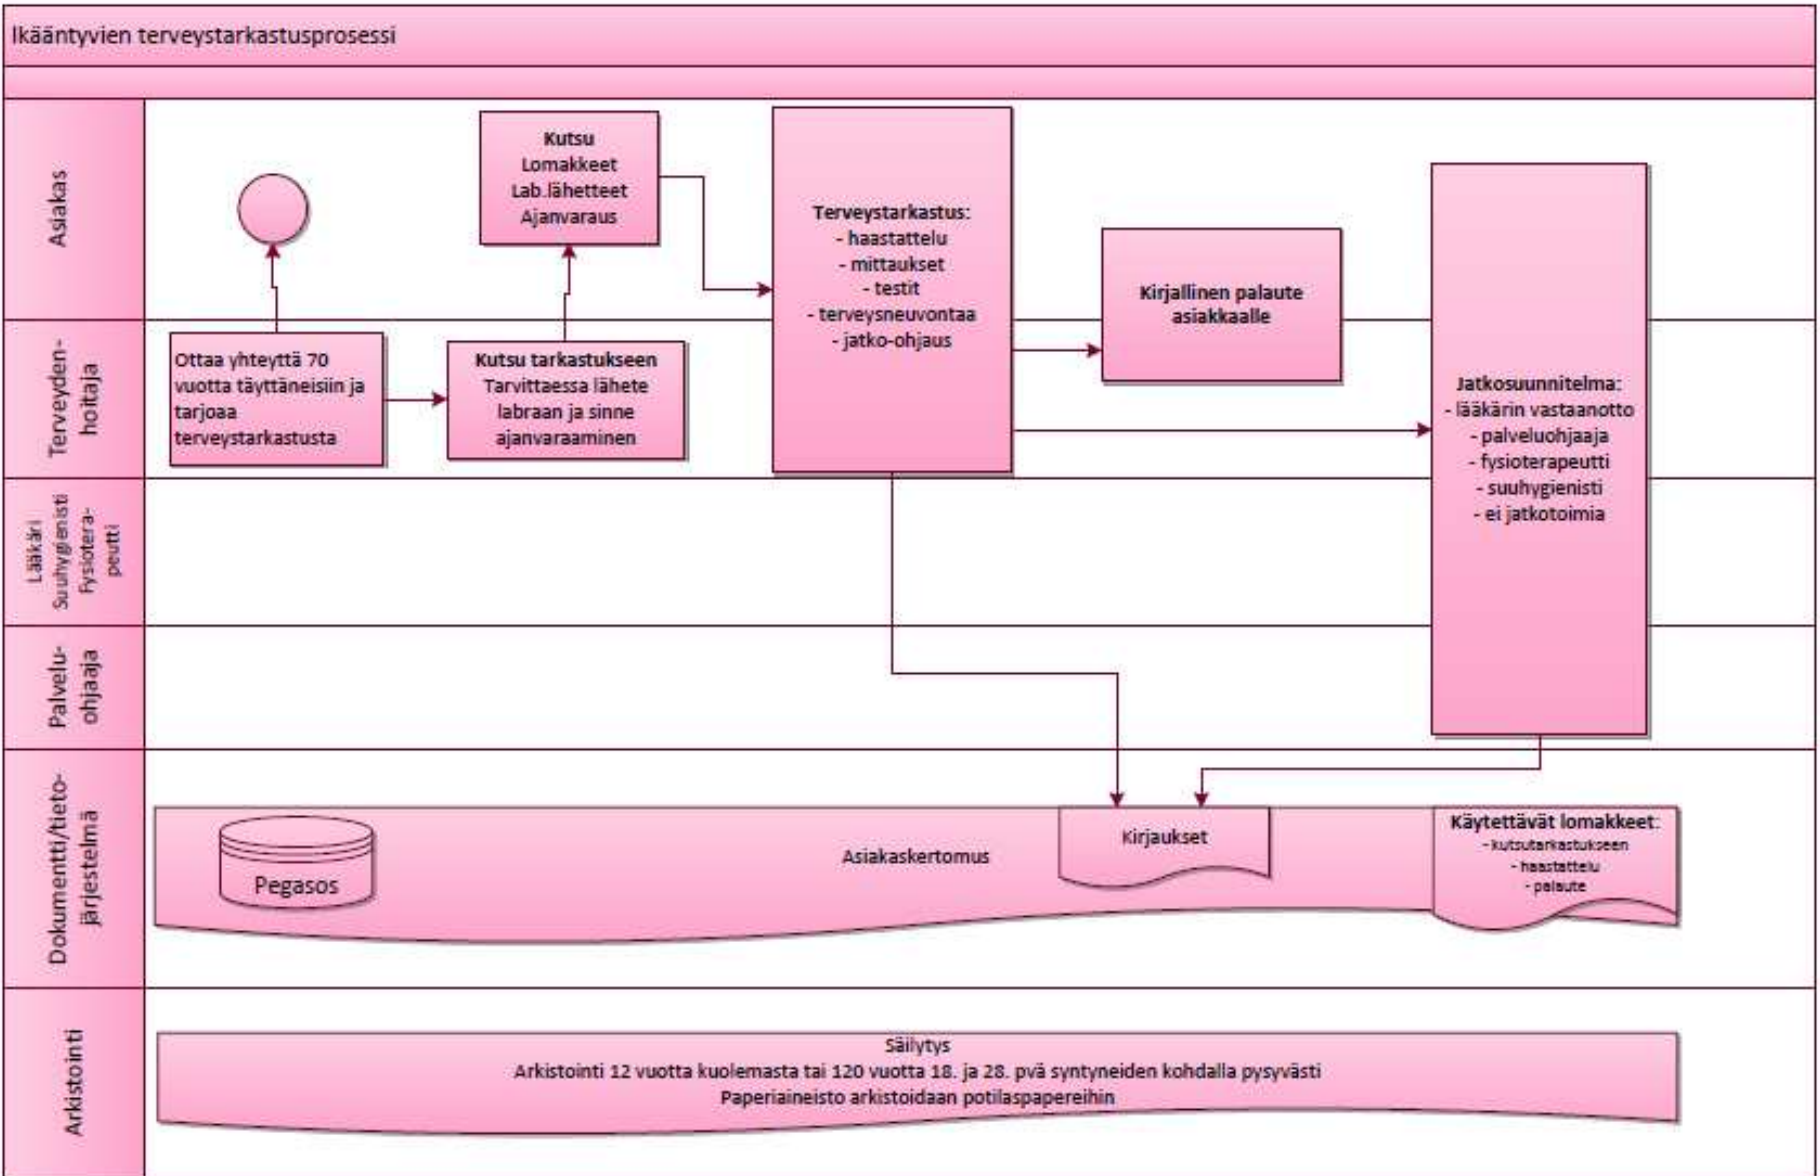 Ikääntyvien terveystarkastusprosessi
Asiakas
Kutsu
Lomakkeet
Lab.lähetteet
Ajanvaraus
Terveystarkastus:
- haastattelu
- mittaukset
- testit
- terveysneuvontaa
- jatko-ohjaus
Kirjallinen palaute
asiakkaalle
Terveyden-
hoitaja
Ottaa yhteyttä 70
vuotta täyttäneisiin ja
tarjoaa
terveystarkastusta
Kutsu tarkastukseen
Tarvittaessa lähete
labraan ja sinne
ajanvaraaminen
Jatkosuunnitelma:
- lääkärin vastaanotto
- palveluohjaaja
- fysioterapeutti
- suuhygienisti
- ei jatkotoimia
Lääkäri
Suuhygienisti
Fysiotera-
peutti
Palvelu-
ohjaaja
Dokumentti/tieto-
järjestelmä
Pegasos
Asiakaskertomus
Kirjaukset
Käytettävät lomakkeet:
- kutsutarkastukseen
- haastattelu
- palaute
Arkistointi
Säilytys
Arkistointi 12 vuotta kuolemasta tai 120 vuotta 18. ja 28. pvä syntyneiden kohdalla pysyvästi
Paperiaineisto arkistoidaan potilaspapereihin